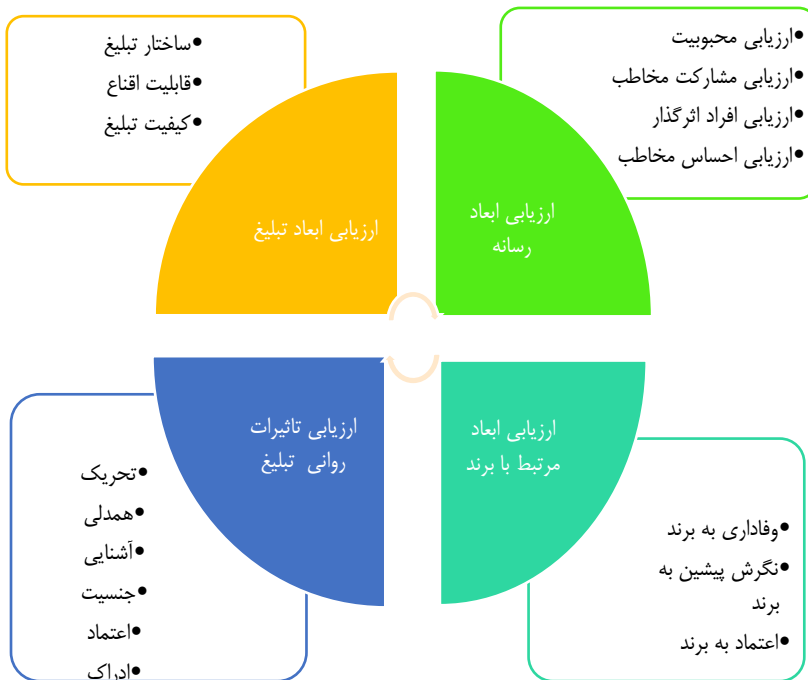 •ارزیابی محبوبیت
•ارزیابی مشارکت مخاطب
•ارزیابی افراد اثرگذار
•ارزیابی احساس مخاطب
ارزیابی ابعاد
رسانه
•ساختار تبلیغ
•قابلیت اقناع
•کیفیت تبلیغ
ارزیابی ابعاد تبلیغ
ارزیابی ابعاد
مرتبط با برند
•وفاداری به برند
•نگرش پیشین به
برند
•اعتماد به برند
ارزیابی تاثیرات
روانی تبلیغ
•تحریک
•همدلی
•آشنایی
•جنسیت
•اعتماد
•ادراک